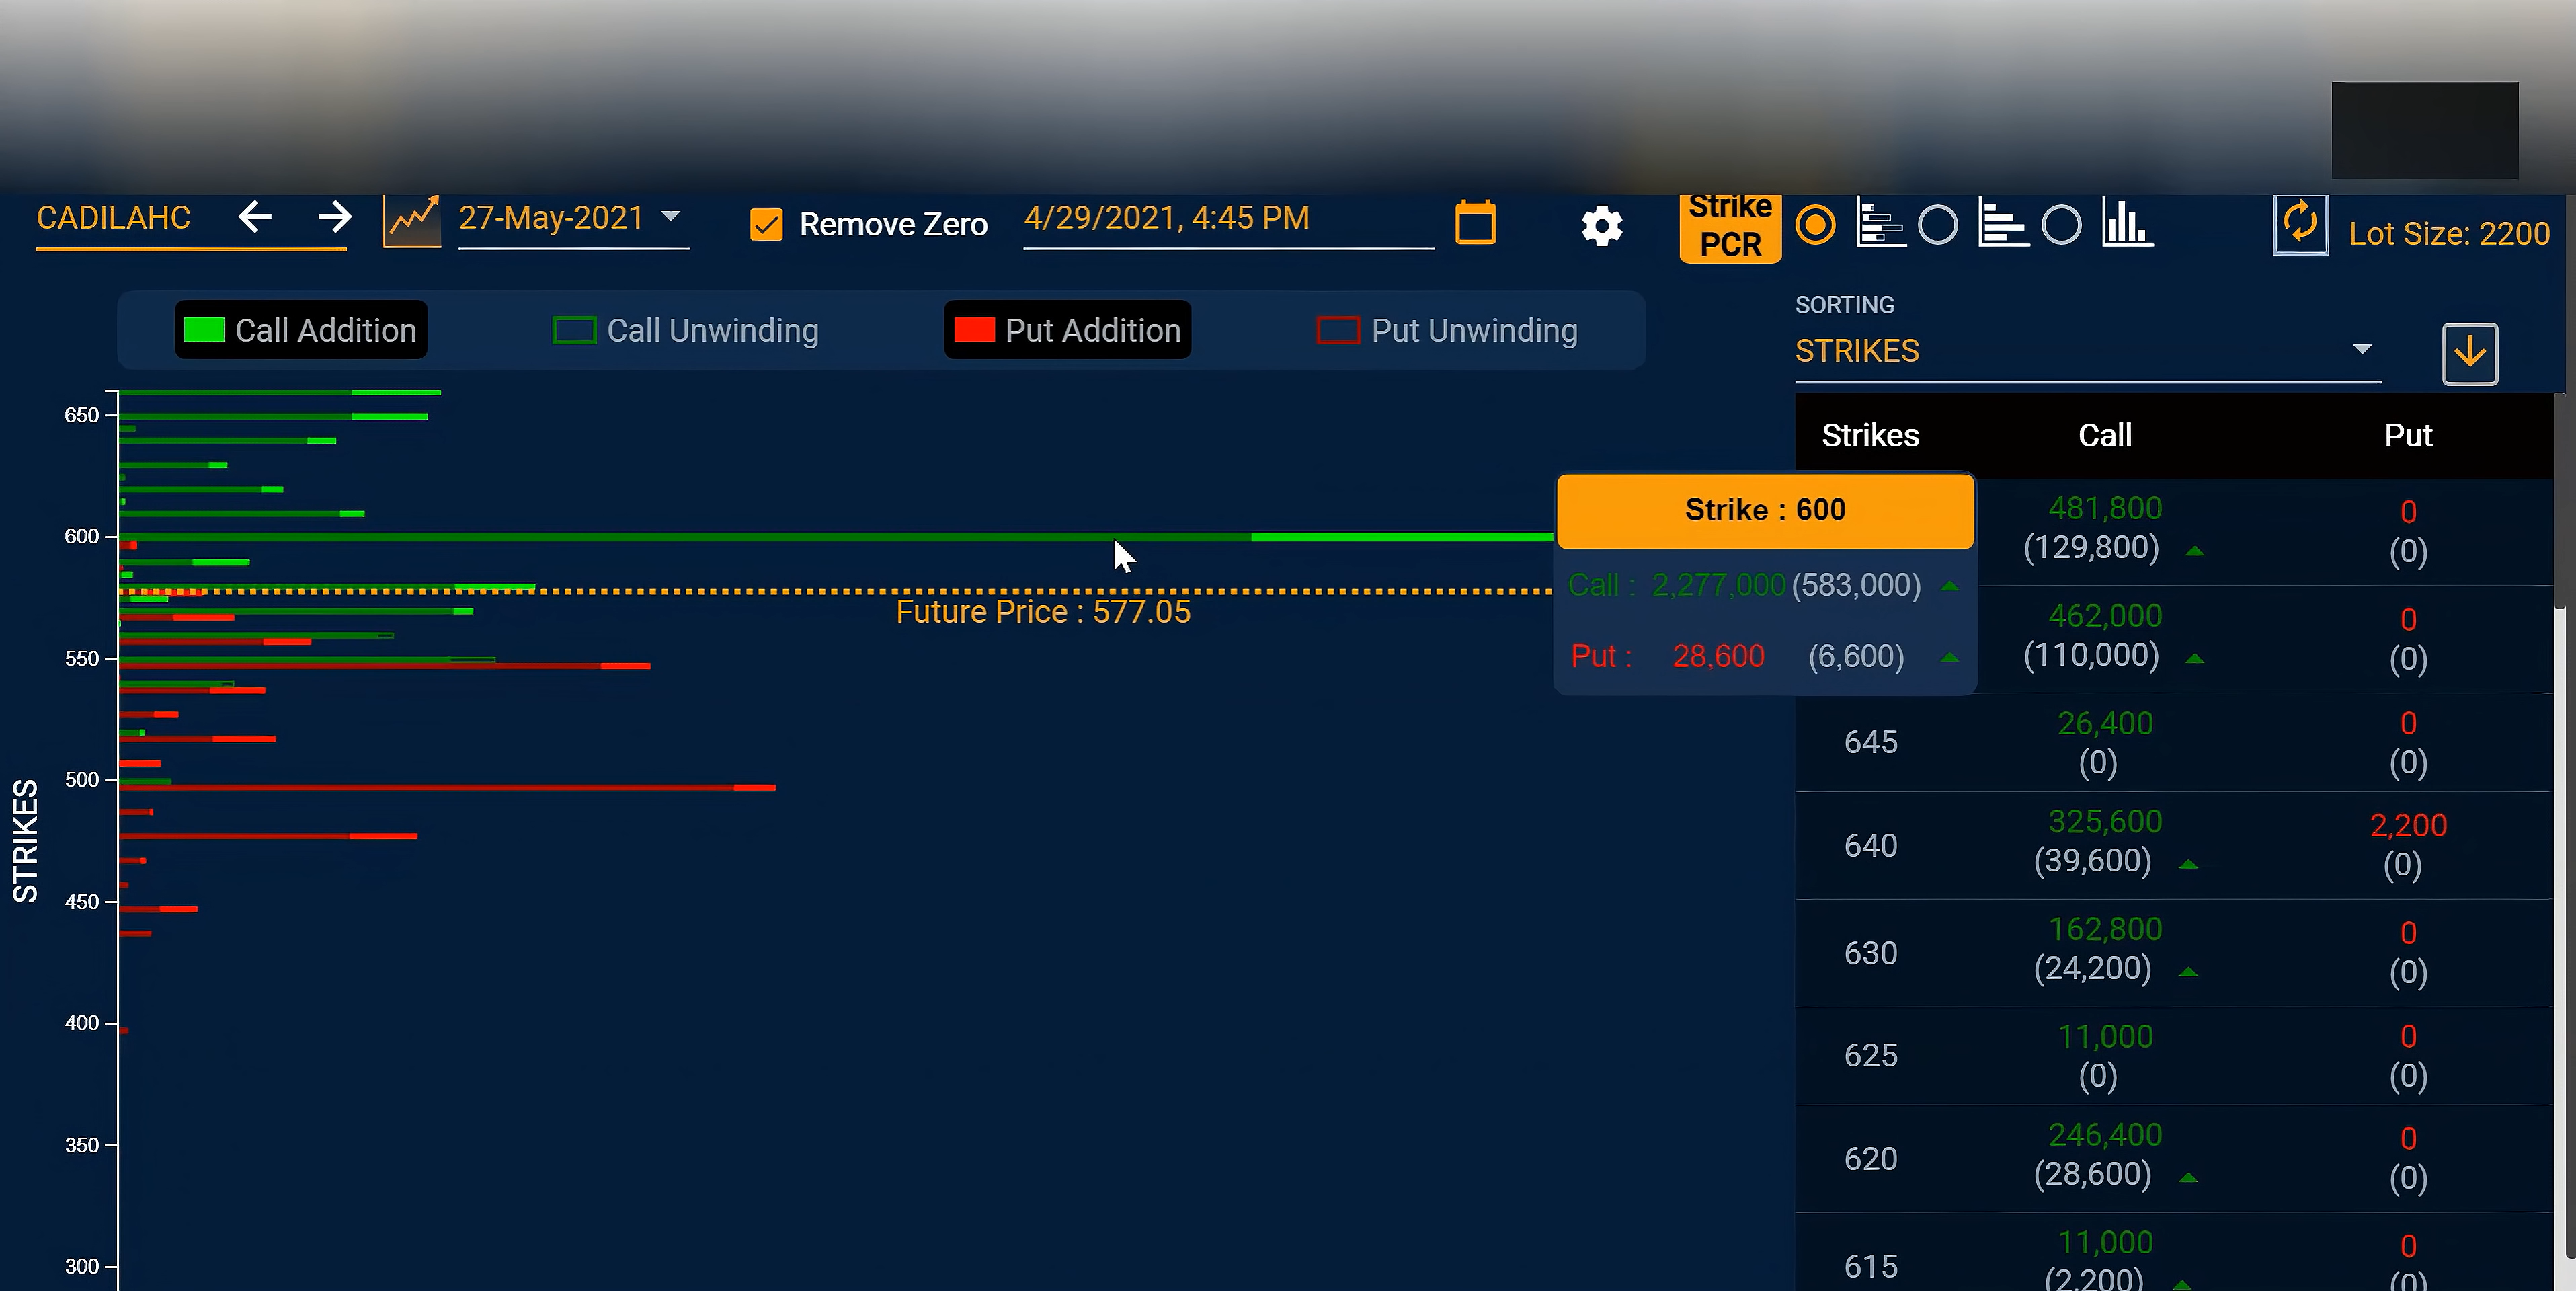 CADILAHC
27-May-2021
Remove Zero
4/29/2021, 4:45 PM
Strike
PCR
Lot Size: 2200
Call Addition
Call Unwinding
Put Addition
Put Unwinding
SORTING
STRIKES
Strikes Call Put
481,800 0
(129,800) (0)
462,000 0
(110,000) (0)
645 26,400 0
(0) (0)
640 325,600 2,200
(39,600) (0)
630 162,800 0
(24,200) (0)
625 11,000 0
(0) (0)
620 246,400 0
(28,600) (0)
615 11,000 0
(2,200) (0)
Strike : 600
Call : 2,277,000 (583,000)
Put : 28,600 (6,600)
Future Price : 577.05
STRIKES
650
600
550
500
450
400
350
300